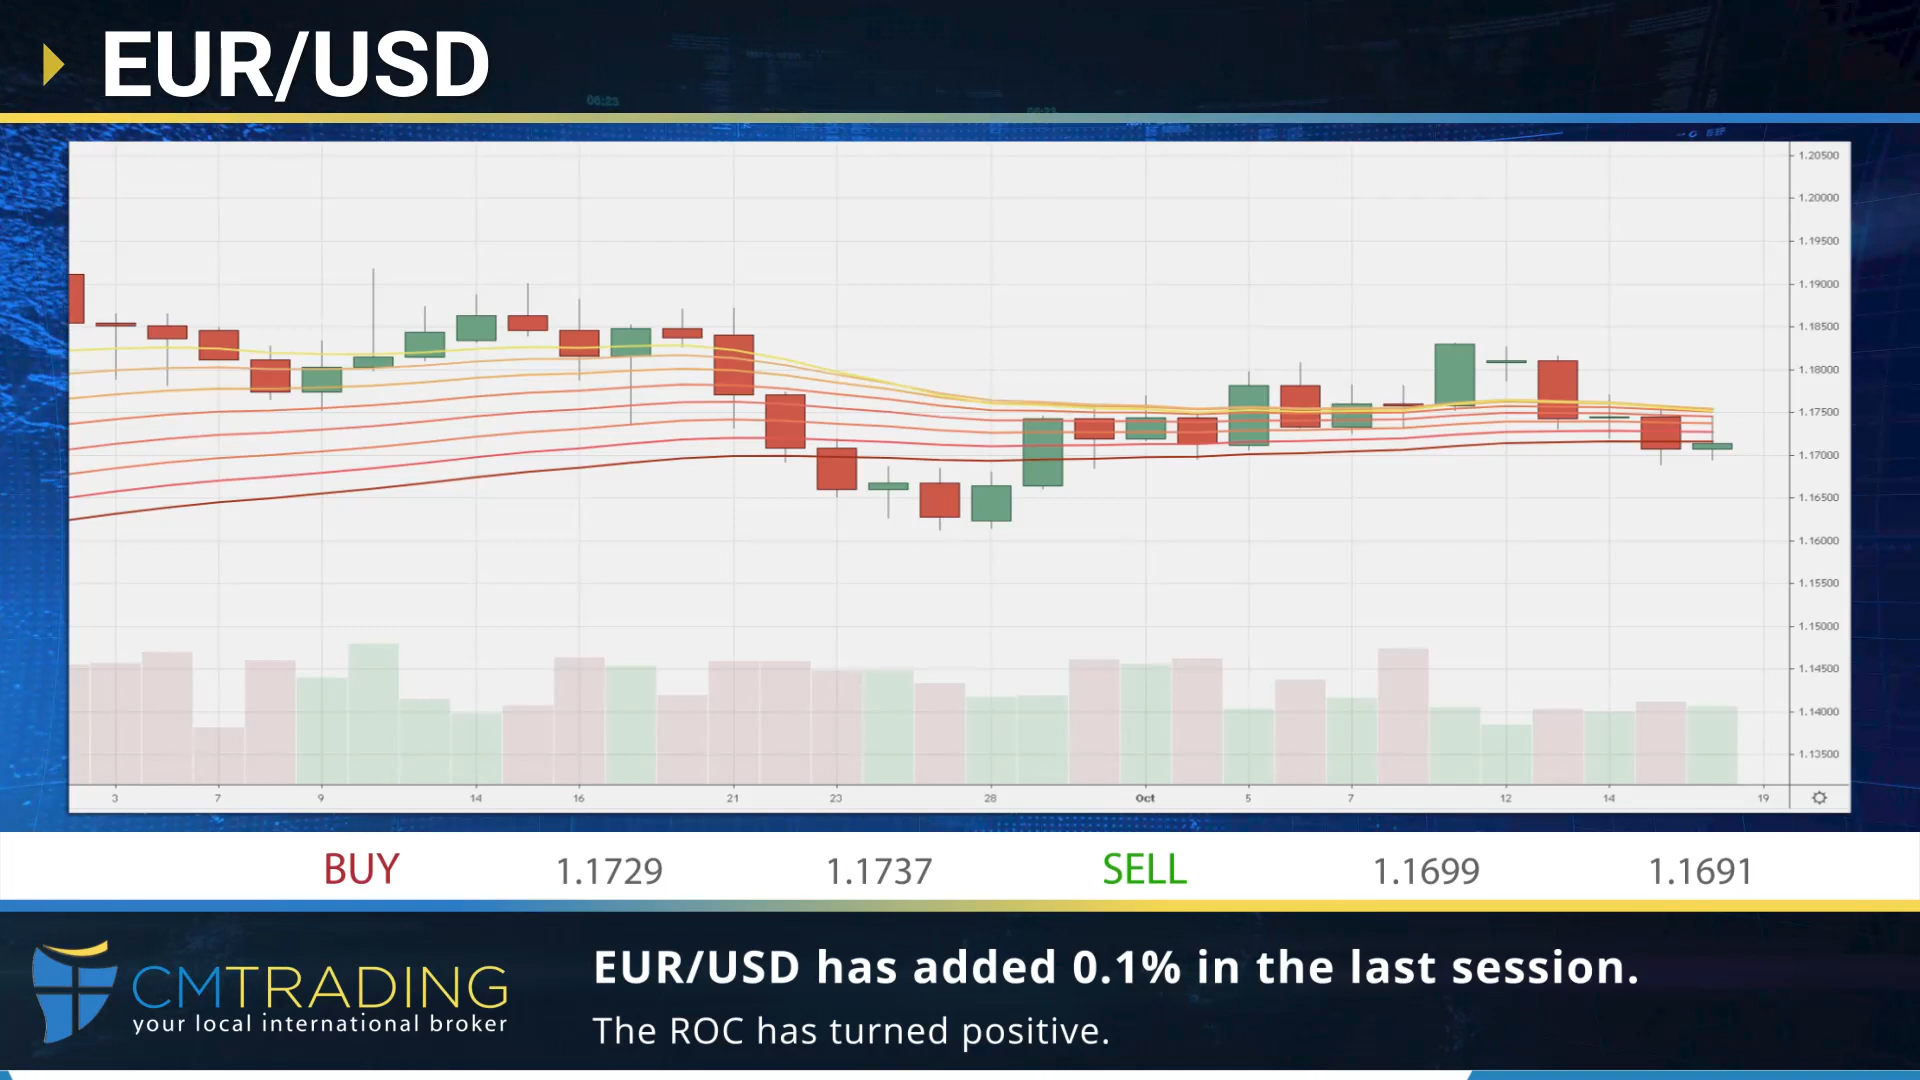 EUR/USD
06:23
06:23
1.20500
1.20000
1.19500
1.19000
1.18500
1.18000
1.17500
1.17000
1.16500
1.16000
1.15500
1.15000
1.14500
1.14000
1.13500
3 7 9 14 16 21 23 28 Oct 5 7 12 14 19
BUY 1.1729 1.1737 SELL 1.1699 1.1691
CMTRADING
your local international broker
EUR/USD has added 0.1% in the last session.
The ROC has turned positive.